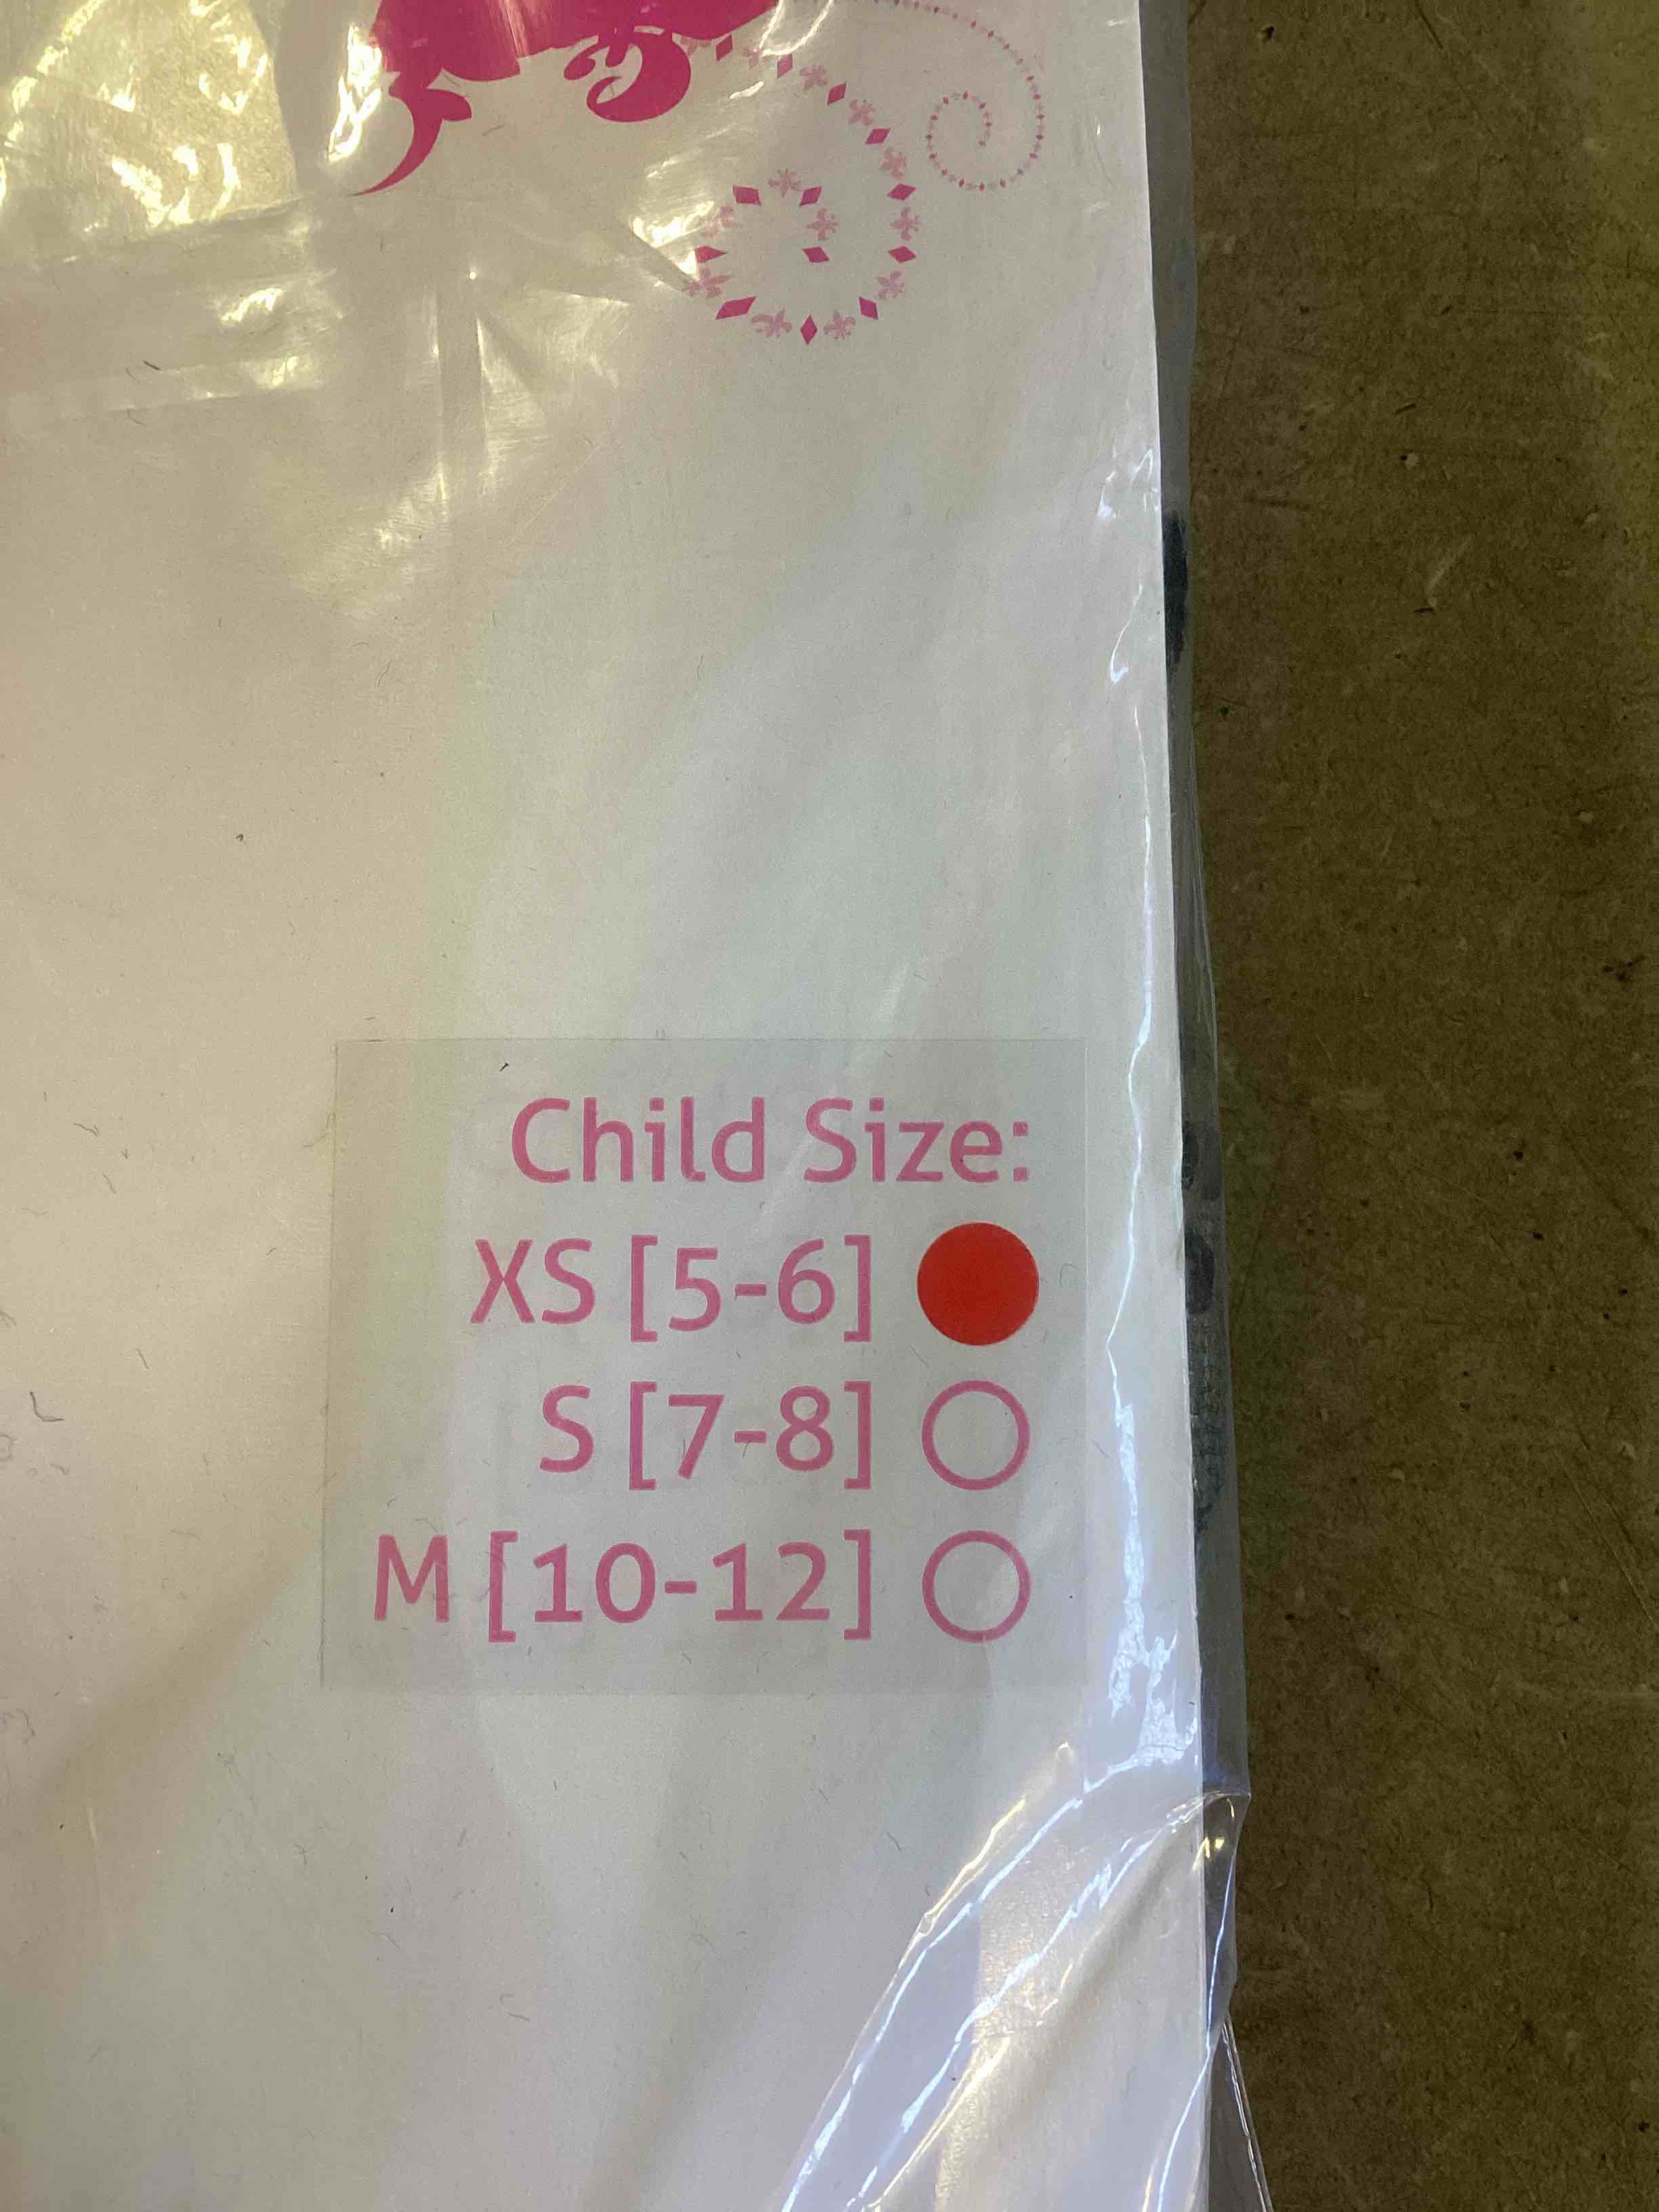 Child Size:
XS [5-6]
S [7-8]
M [10-12]